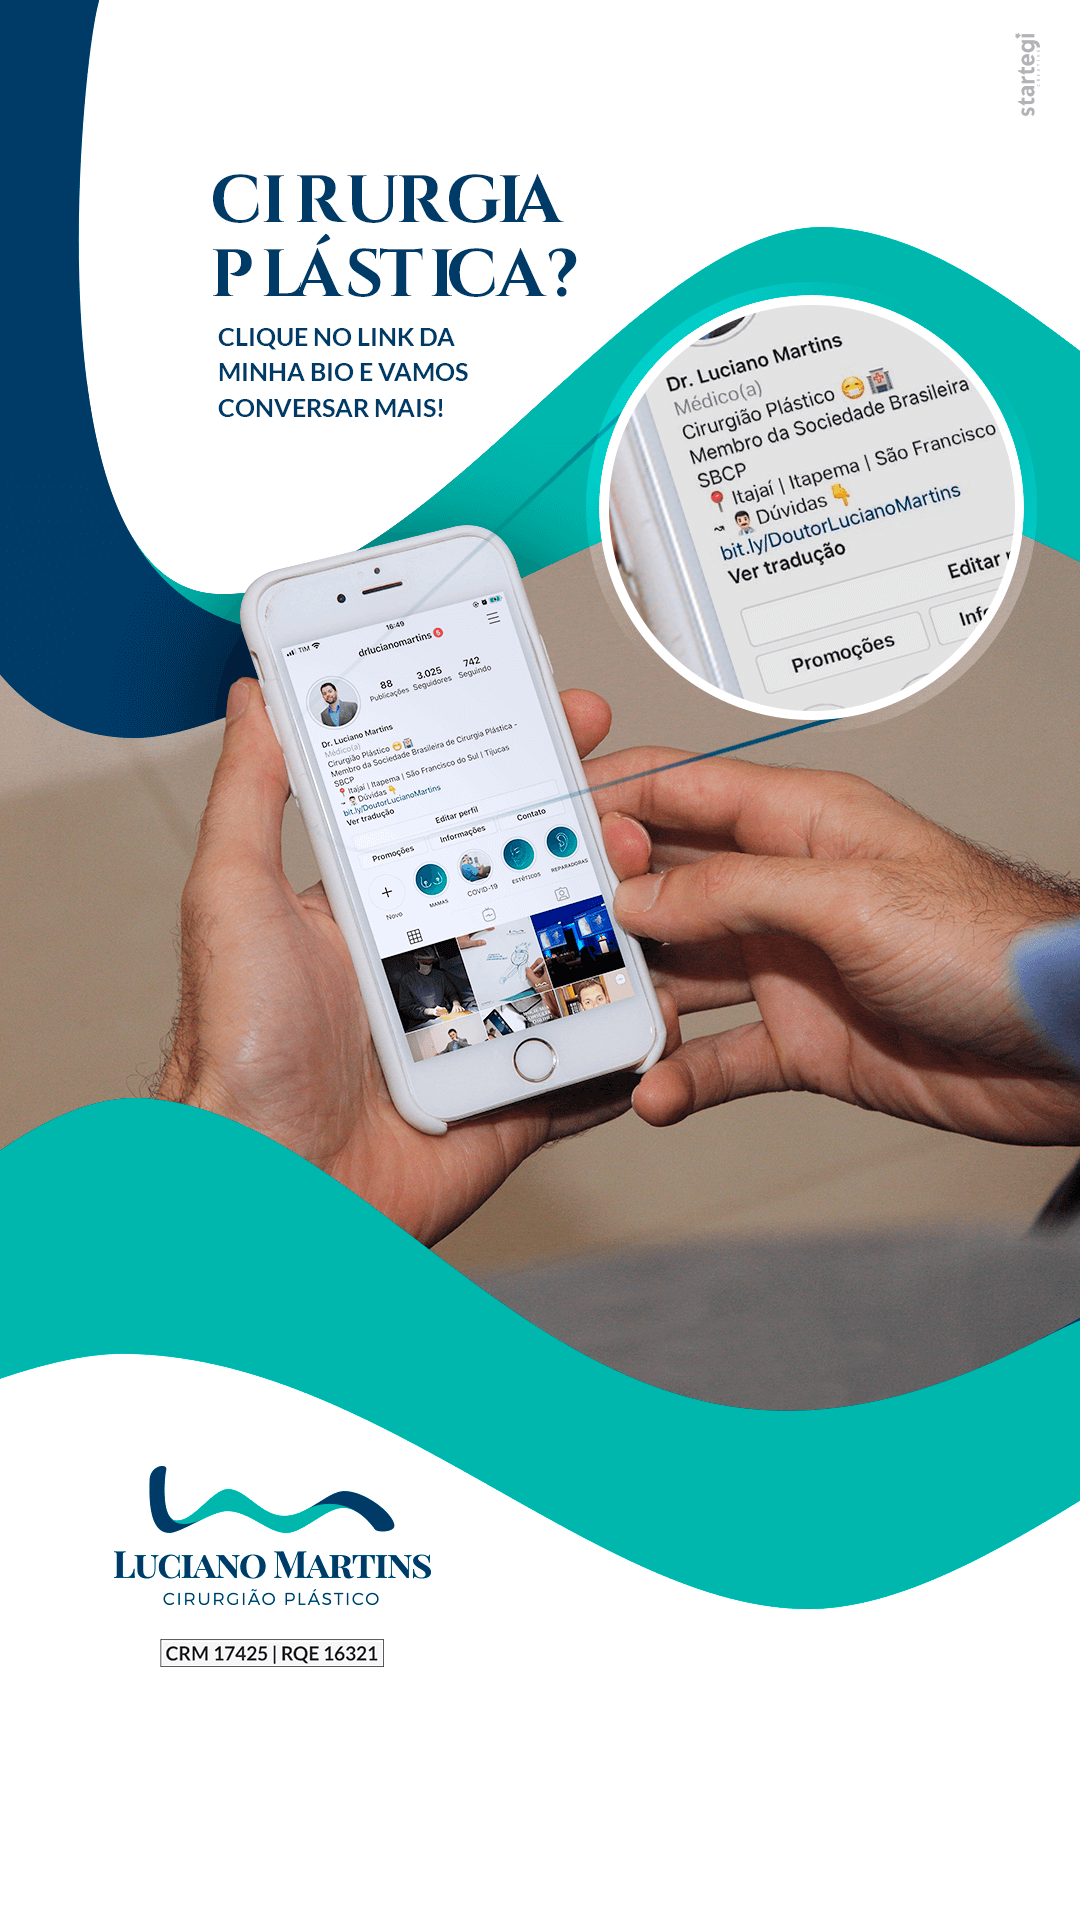 startegi
CIRURGIA
PLÁSTICA?
CLIQUE NO LINK DA
MINHA BIO E VAMOS
CONVERSAR MAIS!
Dr. Luciano Martins
Médico(a)
Cirurgião Plástico 😷🏥
Membro da Sociedade Brasileira
SBCP
📍 Itajaí | Itapema | São Francisco
Dúvidas 👇
bit.ly/DoutorLucianoMartins
Ver tradução
Editar
Promoções
TIM 16:49
drlucianomartins 5
88 3.025 742
Publicações Seguidores Seguindo
Dr. Luciano Martins
Médico(a)
Cirurgião Plástico 😷🏥
Membro da Sociedade Brasileira de Cirurgia Plástica -
SBCP
📍 Itajaí | Itapema | São Francisco do Sul | Tijucas
Dúvidas 👇
bit.ly/DoutorLucianoMartins
Ver tradução
Editar perfil
Promoções Informações Contato
Novo MAMAS COVID-19 ESTÉTICOS REPARADORAS
LUCIANO MARTINS
CIRURGIÃO PLÁSTICO
CRM 17425 | RQE 16321